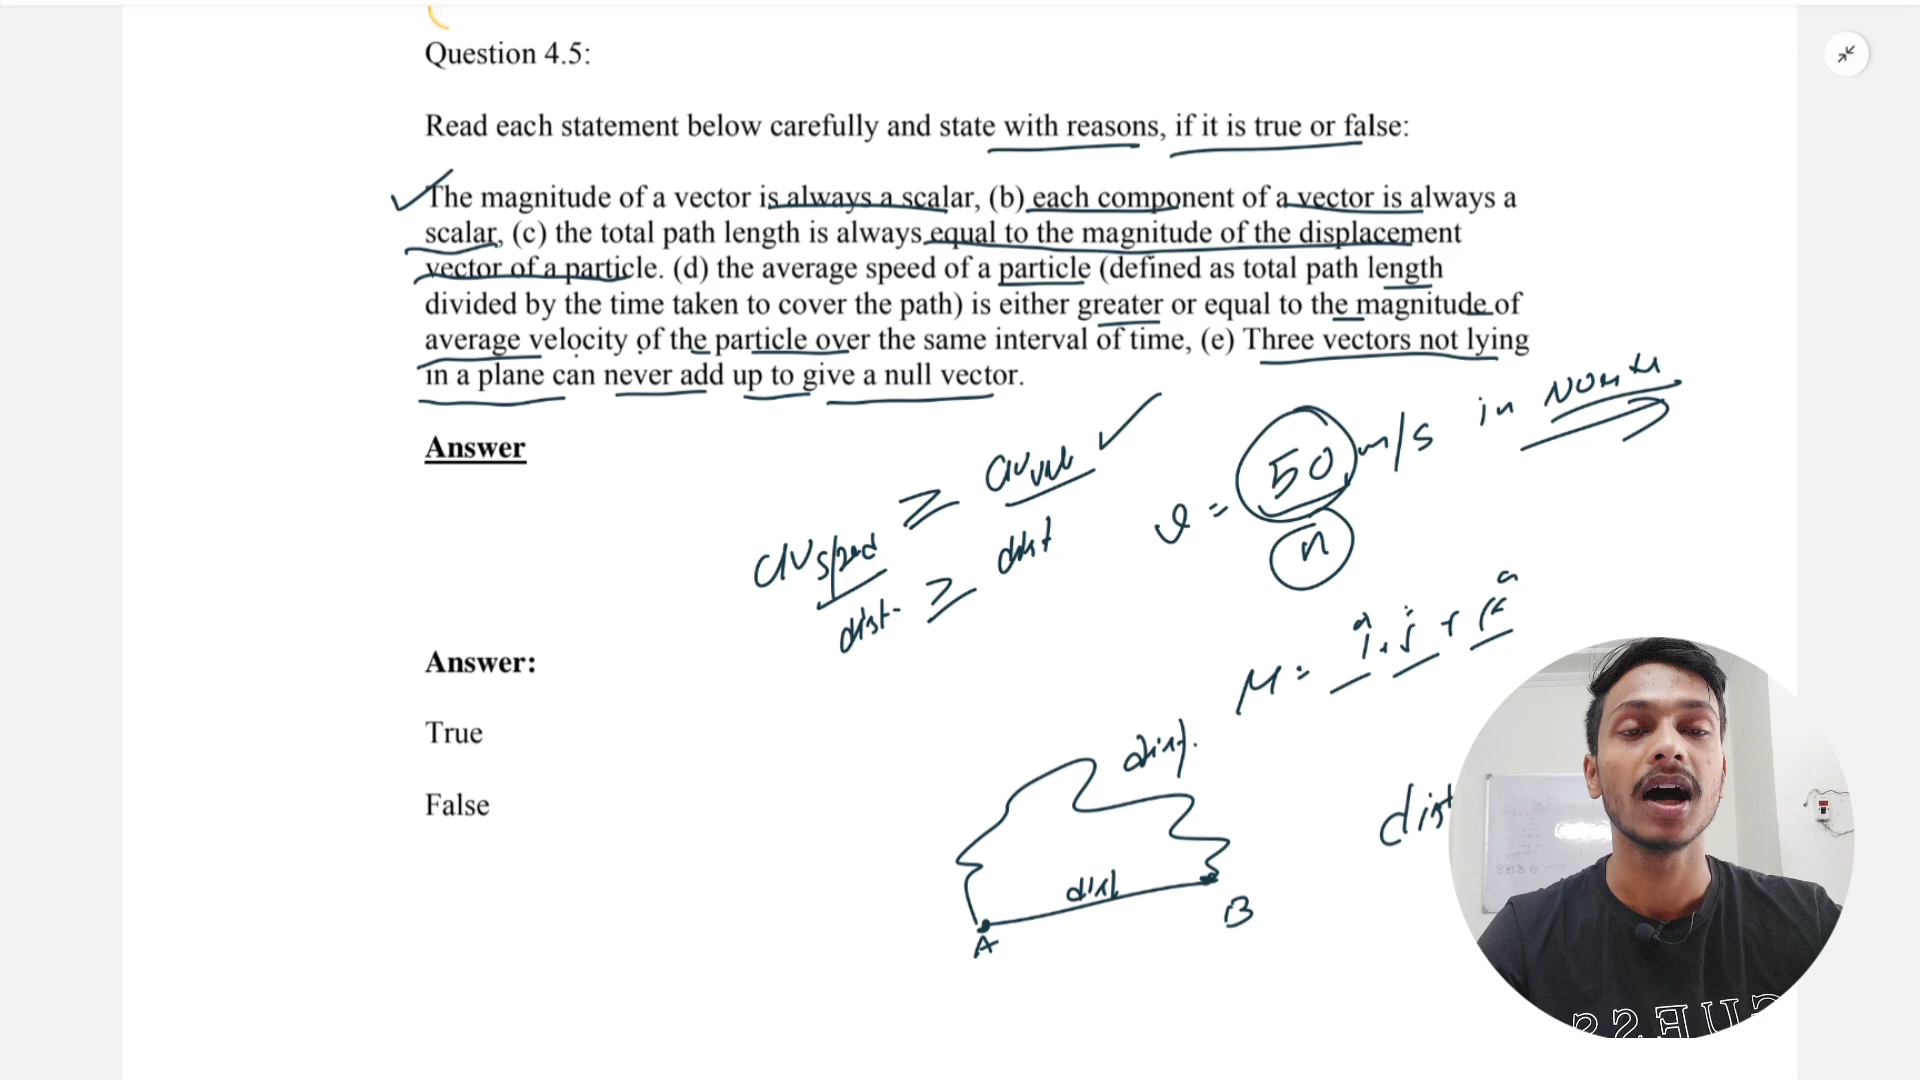 Question 4.5:
Read each statement below carefully and state with reasons, if it is true or false:
The magnitude of a vector is always a scalar, (b) each component of a vector is always a
scalar, (c) the total path length is always equal to the magnitude of the displacement
vector of a particle. (d) the average speed of a particle (defined as total path length
divided by the time taken to cover the path) is either greater or equal to the magnitude of
average velocity of the particle over the same interval of time, (e) Three vectors not lying
in a plane can never add up to give a null vector.
Answer
50 m/s in North
n
dist
Answer:
True
False
A
B
dist
GUESS